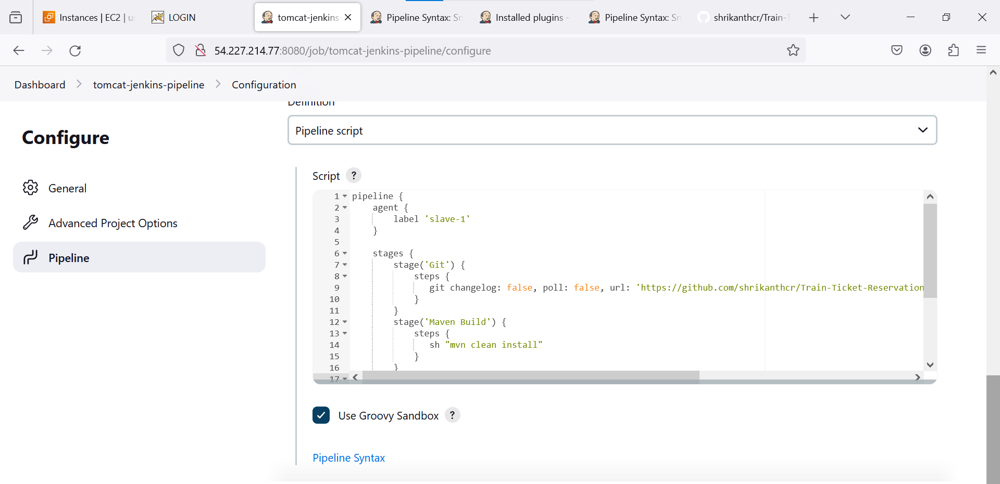 Instances | EC2 | us
LOGIN
tomcat-jenkins-
Pipeline Syntax: Sn
Installed plugins -
Pipeline Syntax: Sn
shrikanthcr/Train-T
54.227.214.77:8080/job/tomcat-jenkins-pipeline/configure
Dashboard > tomcat-jenkins-pipeline > Configuration
Definition
Configure
Pipeline script
General
Advanced Project Options
Pipeline
Script ?
1 pipeline {
2 agent {
3 label 'slave-1'
4 }
5
6 stages {
7 stage('Git') {
8 steps {
9 git changelog: false, poll: false, url: 'https://github.com/shrikanthcr/Train-Ticket-Reservation
10 }
11 }
12 stage('Maven Build') {
13 steps {
14 sh "mvn clean install"
15 }
16 }
17
Use Groovy Sandbox ?
Pipeline Syntax